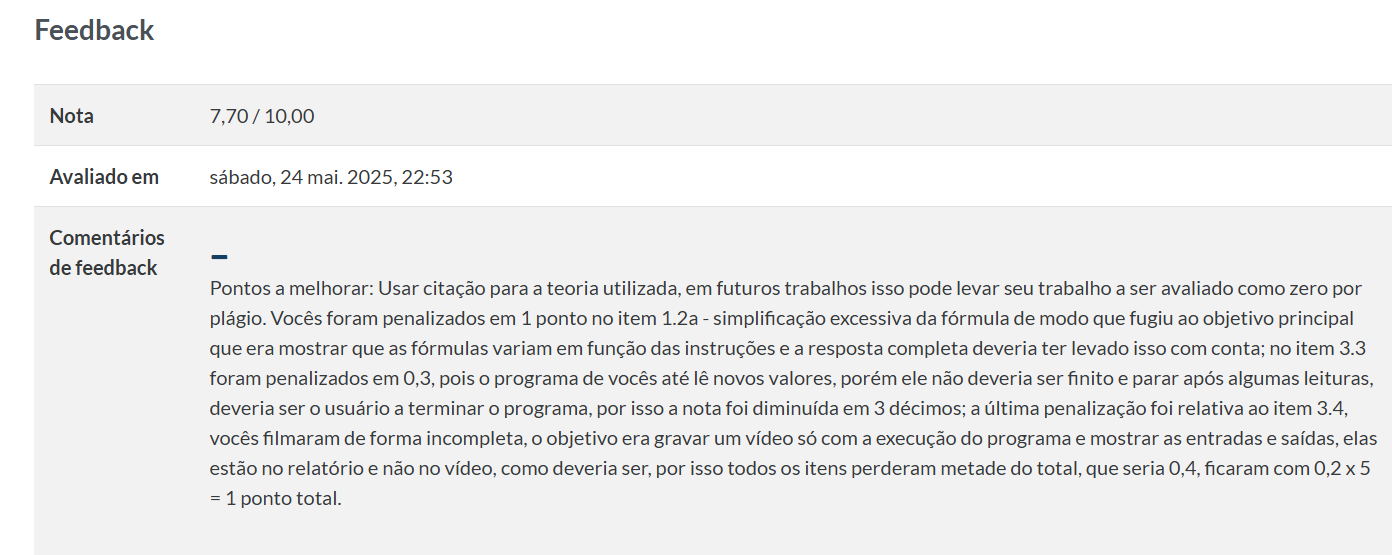 Feedback
Nota
7,70 / 10,00
Avaliado em
sábado, 24 mai. 2025, 22:53
Comentários
de feedback
Pontos a melhorar: Usar citação para a teoria utilizada, em futuros trabalhos isso pode levar seu trabalho a ser avaliado como zero por
plágio. Vocês foram penalizados em 1 ponto no item 1.2a - simplificação excessiva da fórmula de modo que fugiu ao objetivo principal
que era mostrar que as fórmulas variam em função das instruções e a resposta completa deveria ter levado isso com conta; no item 3.3
foram penalizados em 0,3, pois o programa de vocês até lê novos valores, porém ele não deveria ser finito e parar após algumas leituras,
deveria ser o usuário a terminar o programa, por isso a nota foi diminuída em 3 décimos; a última penalização foi relativa ao item 3.4,
vocês filmaram de forma incompleta, o objetivo era gravar um vídeo só com a execução do programa e mostrar as entradas e saídas, elas
estão no relatório e não no vídeo, como deveria ser, por isso todos os itens perderam metade do total, que seria 0,4, ficaram com 0,2 x 5
= 1 ponto total.